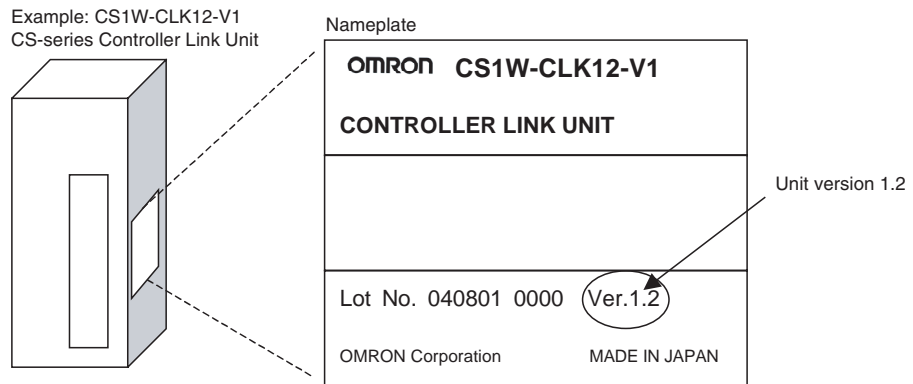 Example: CS1W-CLK12-V1
CS-series Controller Link Unit
Nameplate
OMRON CS1W-CLK12-V1
CONTROLLER LINK UNIT
Unit version 1.2
Lot No. 040801 0000 Ver.1.2
OMRON Corporation MADE IN JAPAN